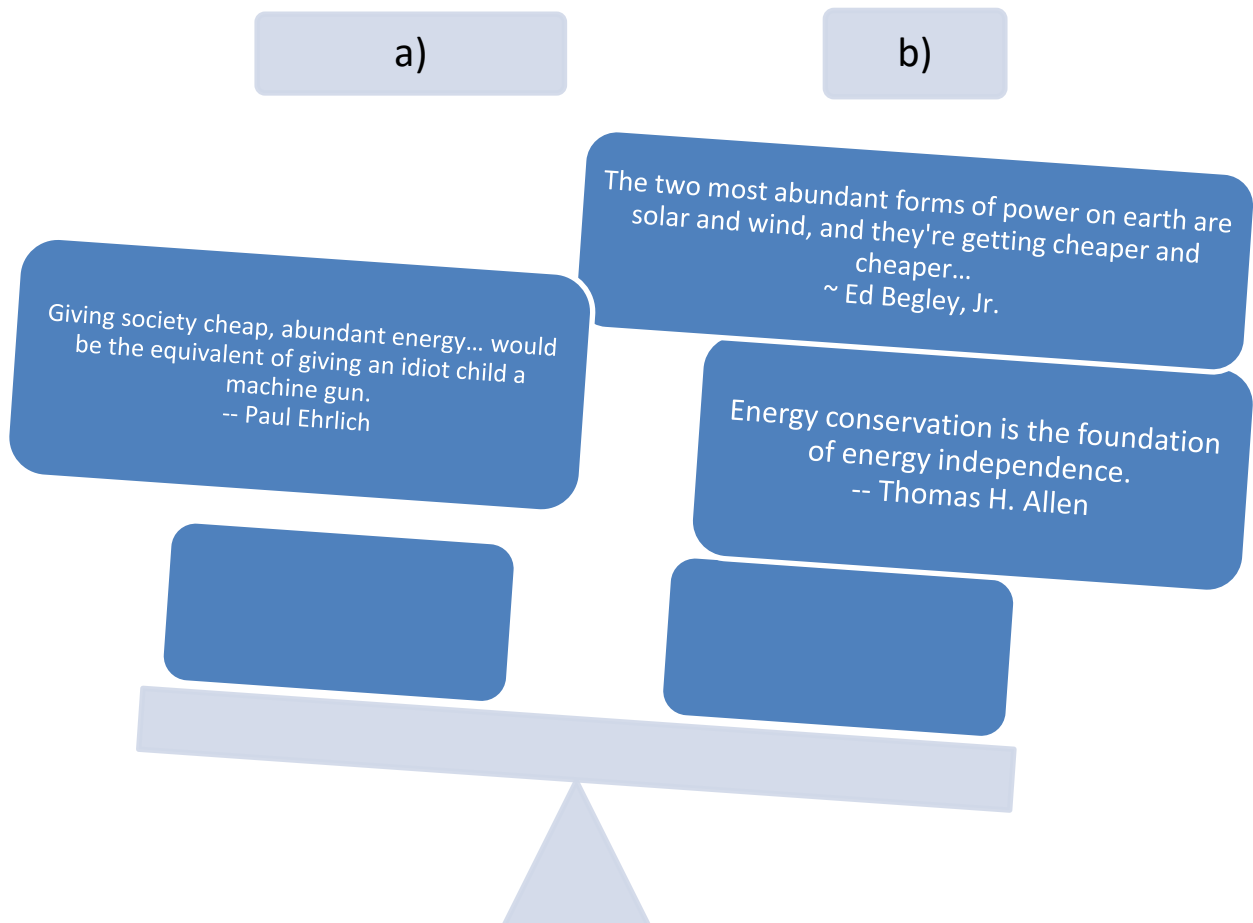 a)
b)
The two most abundant forms of power on earth are
solar and wind, and they're getting cheaper and
cheaper…
~ Ed Begley, Jr.
Giving society cheap, abundant energy… would
be the equivalent of giving an idiot child a
machine gun.
-- Paul Ehrlich
Energy conservation is the foundation
of energy independence.
-- Thomas H. Allen